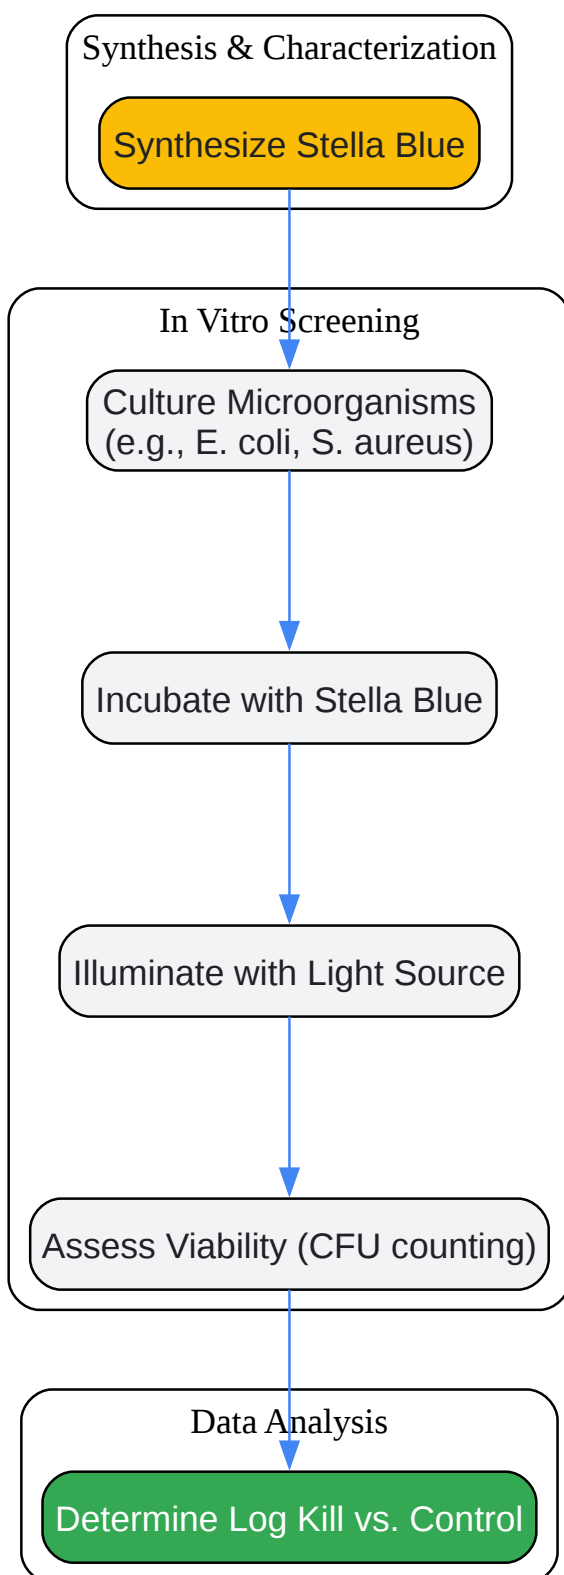 Synthesis & Characterization
Synthesize Stella Blue
In Vitro Screening
Culture Microorganisms
(e.g., E. coli, S. aureus)
Incubate with Stella Blue
Illuminate with Light Source
Assess Viability (CFU counting)
Data Analysis
Determine Log Kill vs. Control